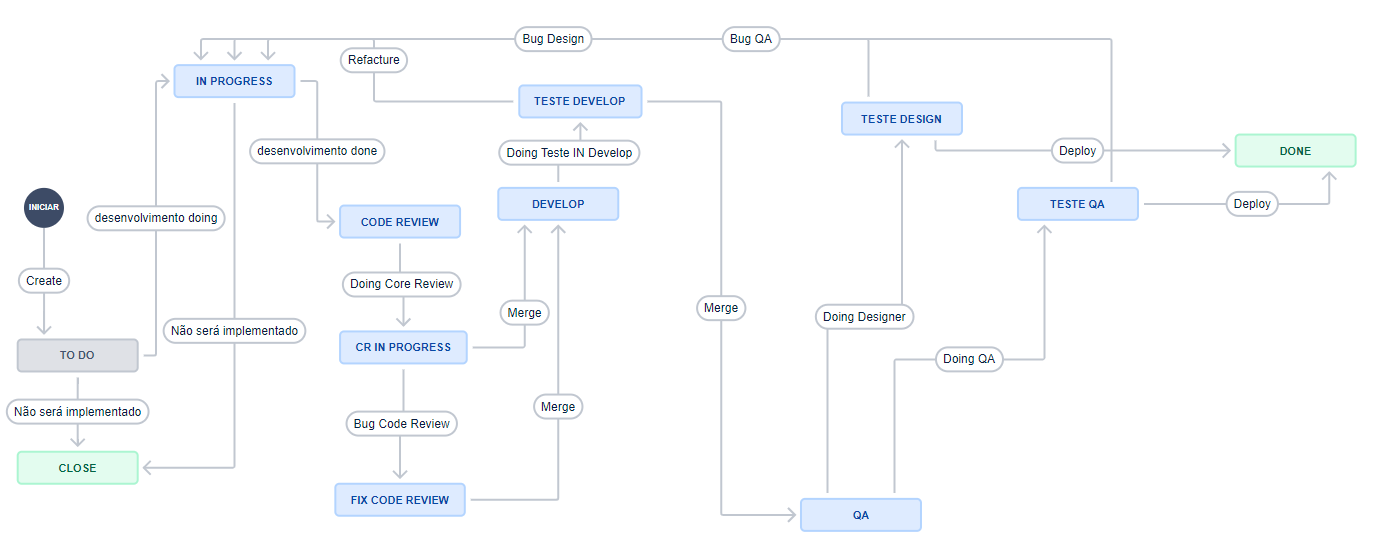 Bug Design
Bug QA
Refacture
IN PROGRESS
TESTE DEVELOP
TESTE DESIGN
desenvolvimento done
Doing Teste IN Develop
Deploy
DONE
INICIAR
desenvolvimento doing
CODE REVIEW
DEVELOP
TESTE QA
Deploy
Create
Doing Core Review
Merge
Merge
Doing Designer
Não será implementado
TO DO
CR IN PROGRESS
Doing QA
Não será implementado
Bug Code Review
Merge
CLOSE
FIX CODE REVIEW
QA